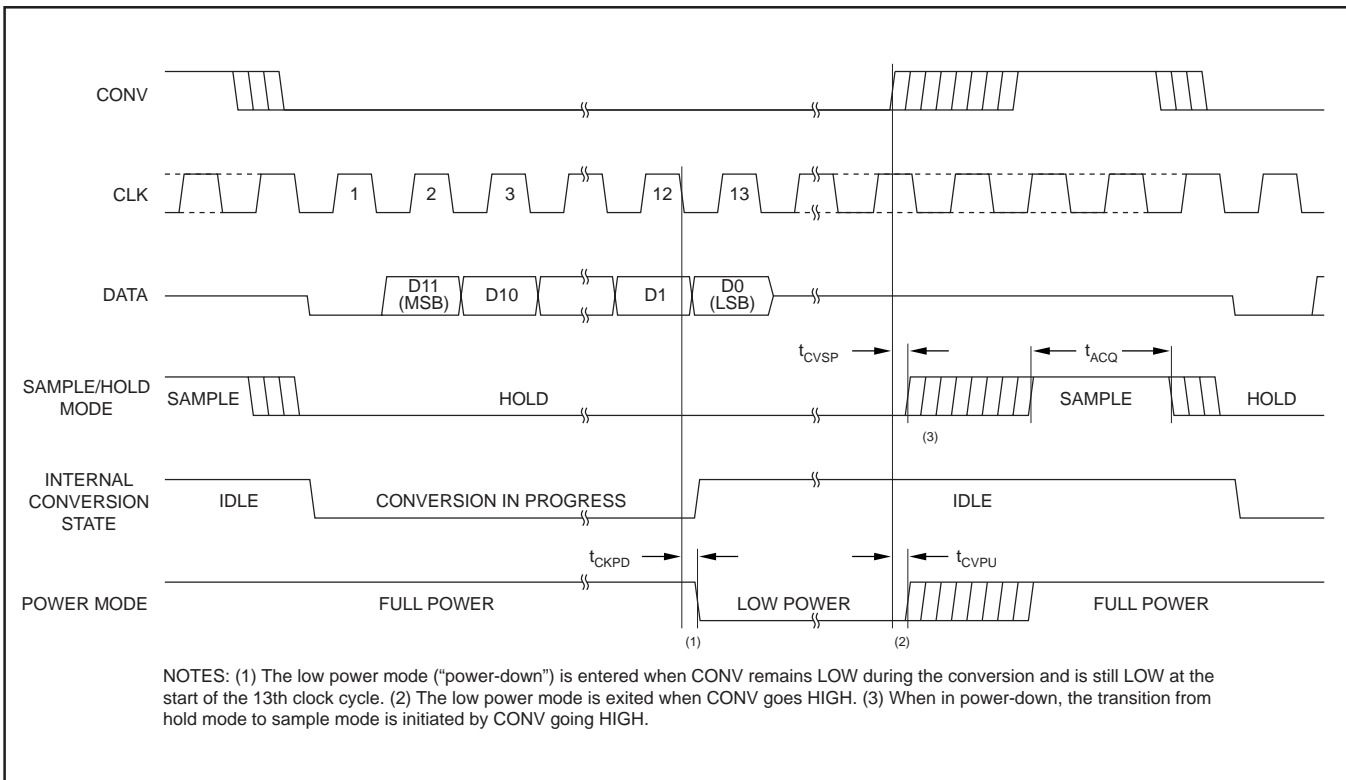 CONV
CLK
1
2
3
12
13
DATA
D11
(MSB)
D10
D1
D0
(LSB)
tCVSP
tACQ
SAMPLE/HOLD
MODE
SAMPLE
HOLD
SAMPLE
HOLD
(3)
INTERNAL
CONVERSION
STATE
IDLE
CONVERSION IN PROGRESS
IDLE
tCKPD
tCVPU
POWER MODE
FULL POWER
LOW POWER
FULL POWER
(1)
(2)
NOTES: (1) The low power mode (“power-down”) is entered when CONV remains LOW during the conversion and is still LOW at the
start of the 13th clock cycle. (2) The low power mode is exited when CONV goes HIGH. (3) When in power-down, the transition from
hold mode to sample mode is initiated by CONV going HIGH.